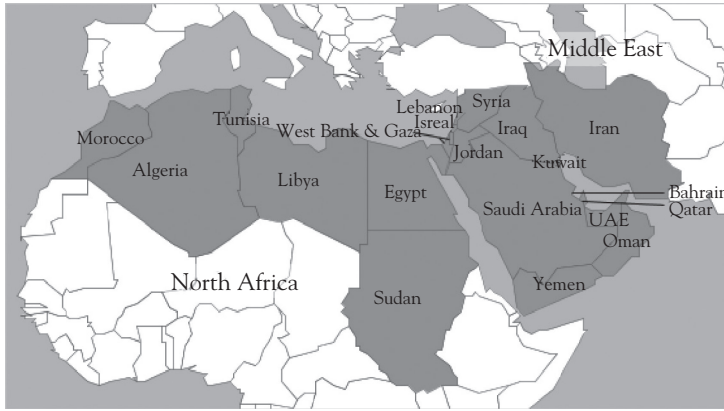 Middle East
Syria
Lebanon
Isreal
Tunisia
West Bank & Gaza
Iraq
Iran
Morocco
Jordan
Kuwait
Algeria
Libya
Egypt
Bahrain
Saudi Arabia
Qatar
UAE
Oman
North Africa
Yemen
Sudan